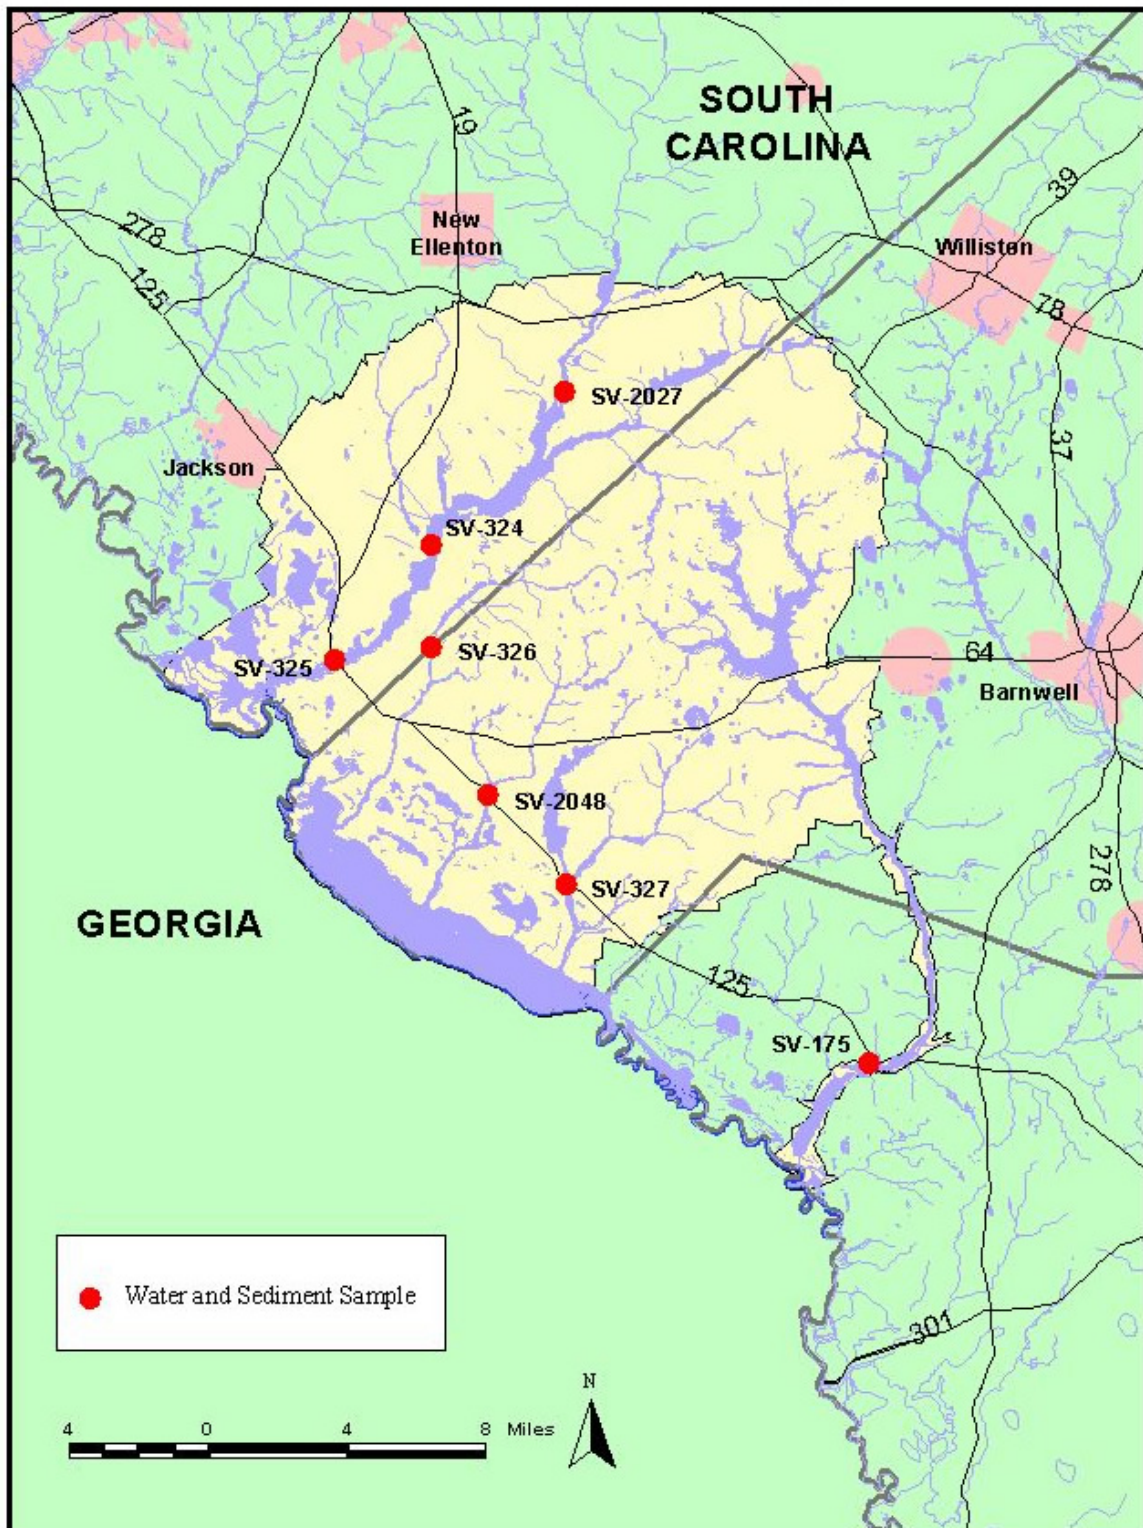 SOUTH
CAROLINA
19
39
New
Ellenton
278
Williston
125
78
SV-2027
37
Jackson
SV-324
SV-326
64
SV-325
Barnwell
SV-2048
278
SV-327
GEORGIA
125
SV-175
Water and Sediment Sample
301
N
4 0 4 8 Miles